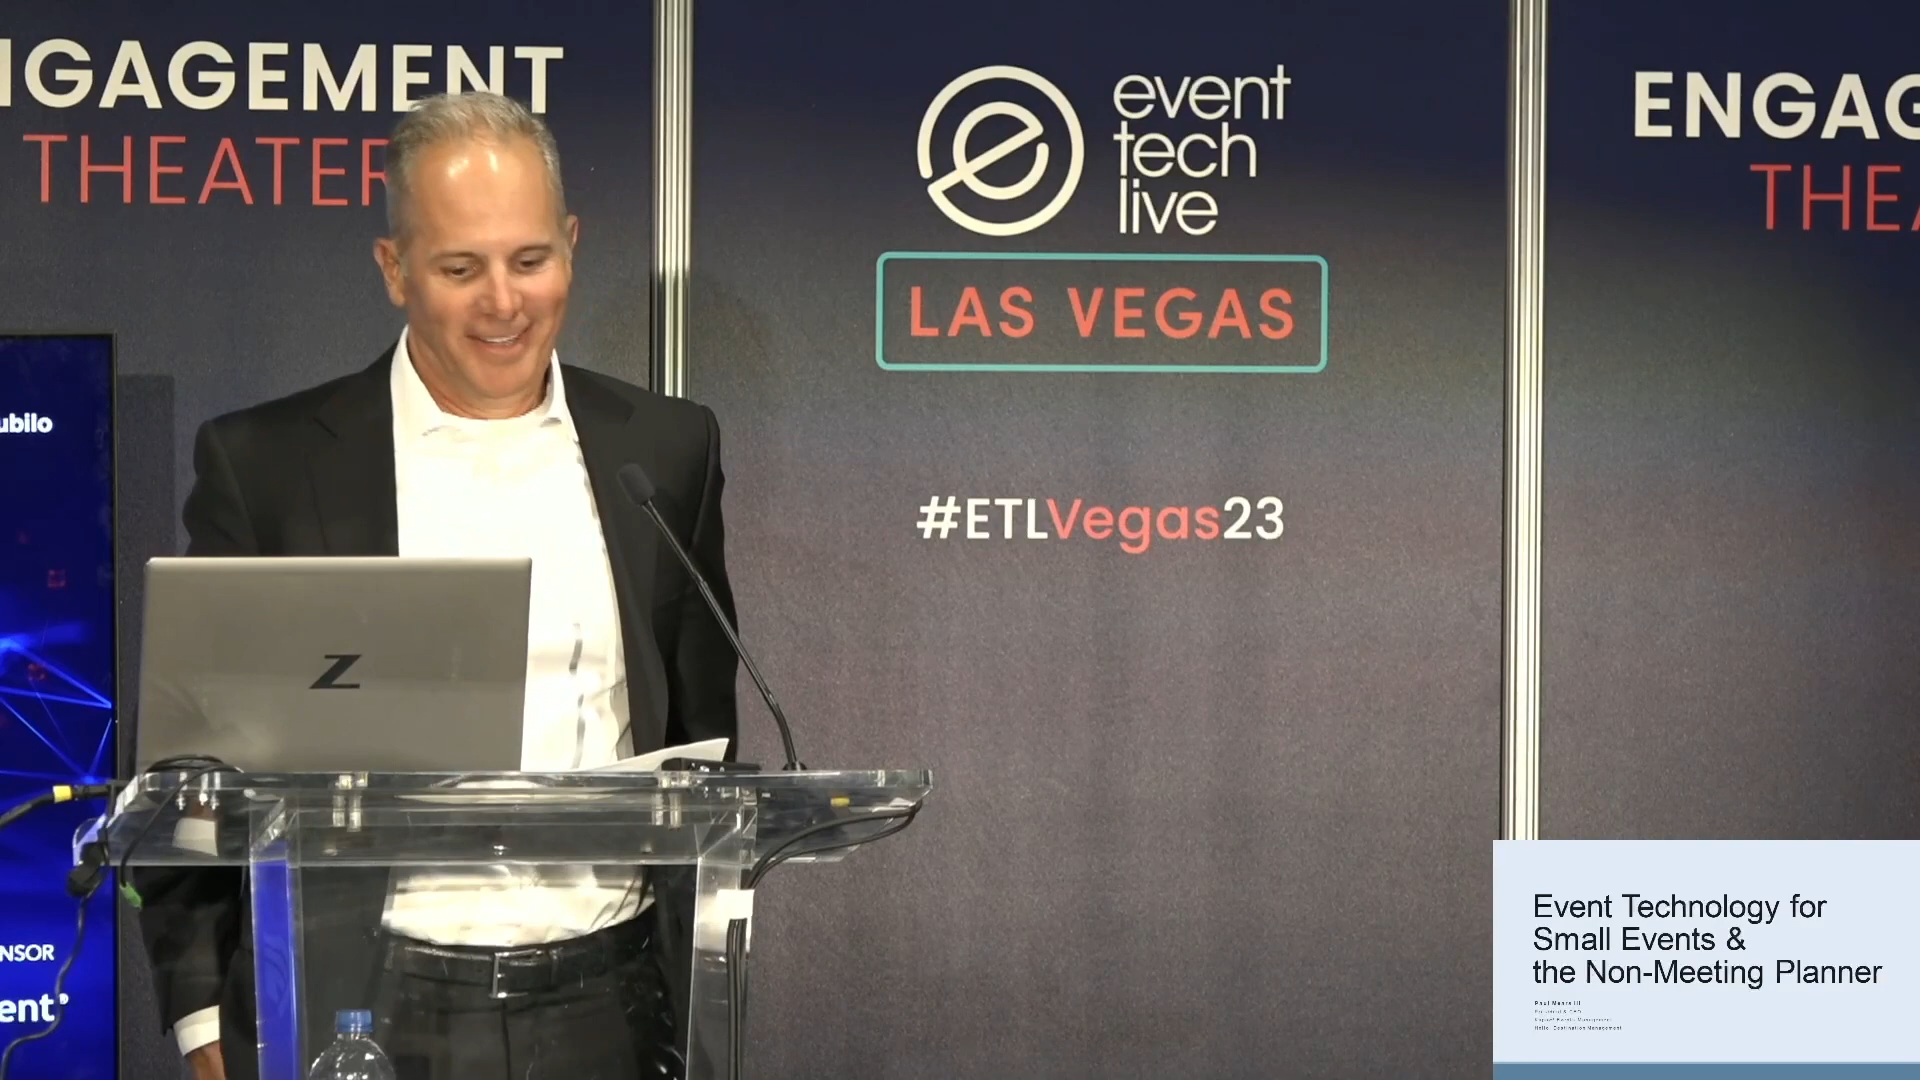 NGAGEMENT
THEATER
event
tech
live
LAS VEGAS
#ETLVegas23
ENGAG
THEA
ubilo
NSOR
ent
Z
Event Technology for
Small Events &
the Non-Meeting Planner